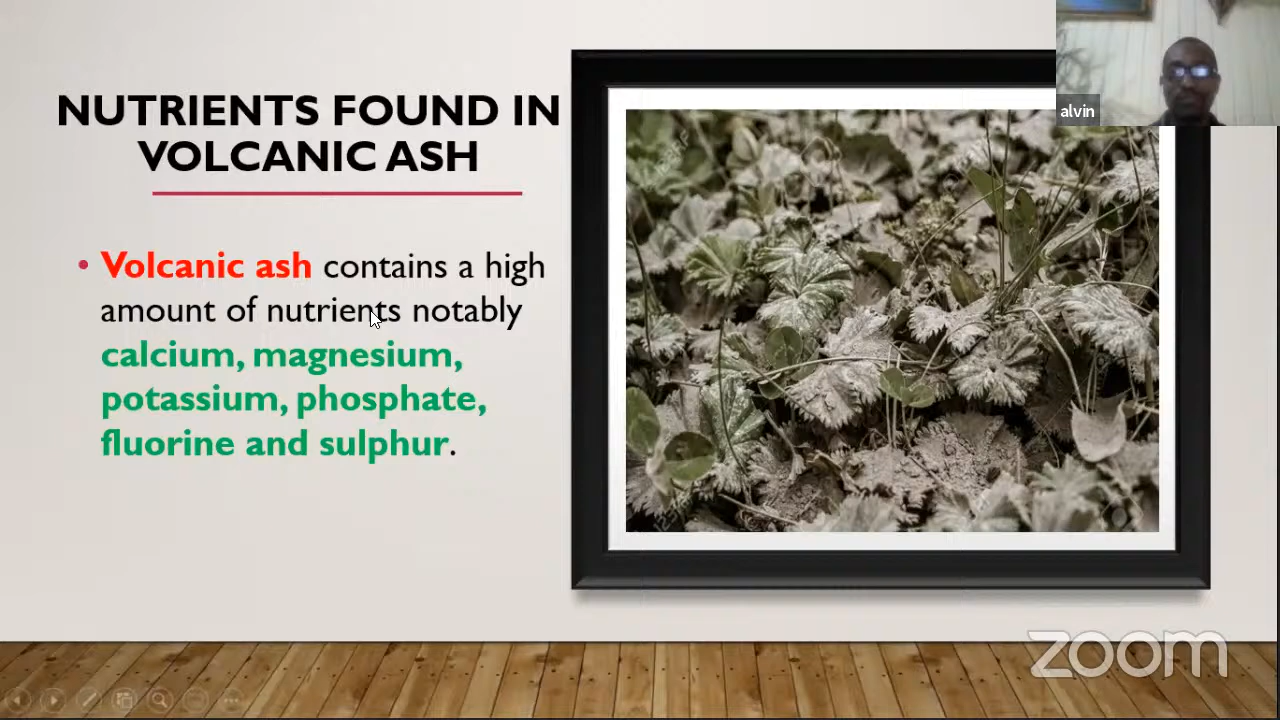 NUTRIENTS FOUND IN
VOLCANIC ASH
• Volcanic ash contains a high
amount of nutrients notably
calcium, magnesium,
potassium, phosphate,
fluorine and sulphur.
alvin
zoom